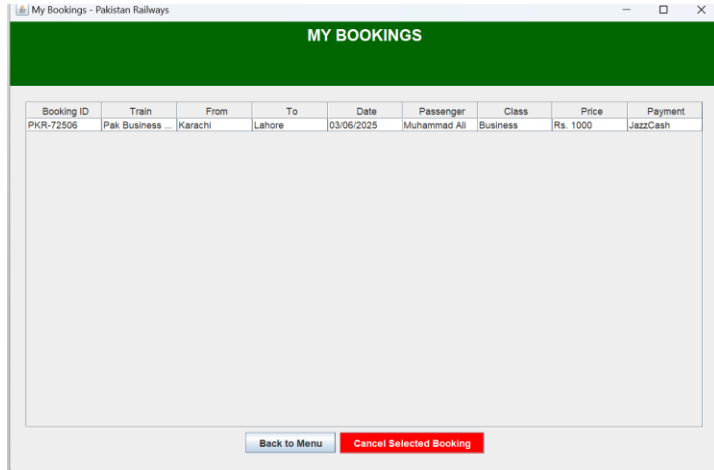 My Bookings - Pakistan Railways
MY BOOKINGS
Booking ID Train From To Date Passenger Class Price Payment
PKR-72506 Pak Business ... Karachi Lahore 03/06/2025 Muhammad Ali Business Rs. 1000 JazzCash
Back to Menu Cancel Selected Booking